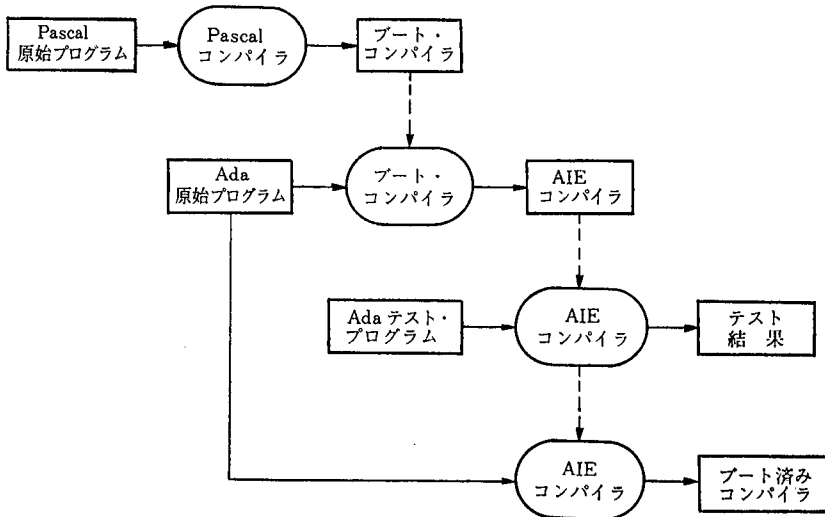 Pascal
原始プログラム
Pascal
コンパイラ
ブート・
コンパイラ
Ada
原始プログラム
ブート・
コンパイラ
AIE
コンパイラ
Ada テスト・
プログラム
AIE
コンパイラ
テスト
結　果
AIE
コンパイラ
ブート済み
コンパイラ